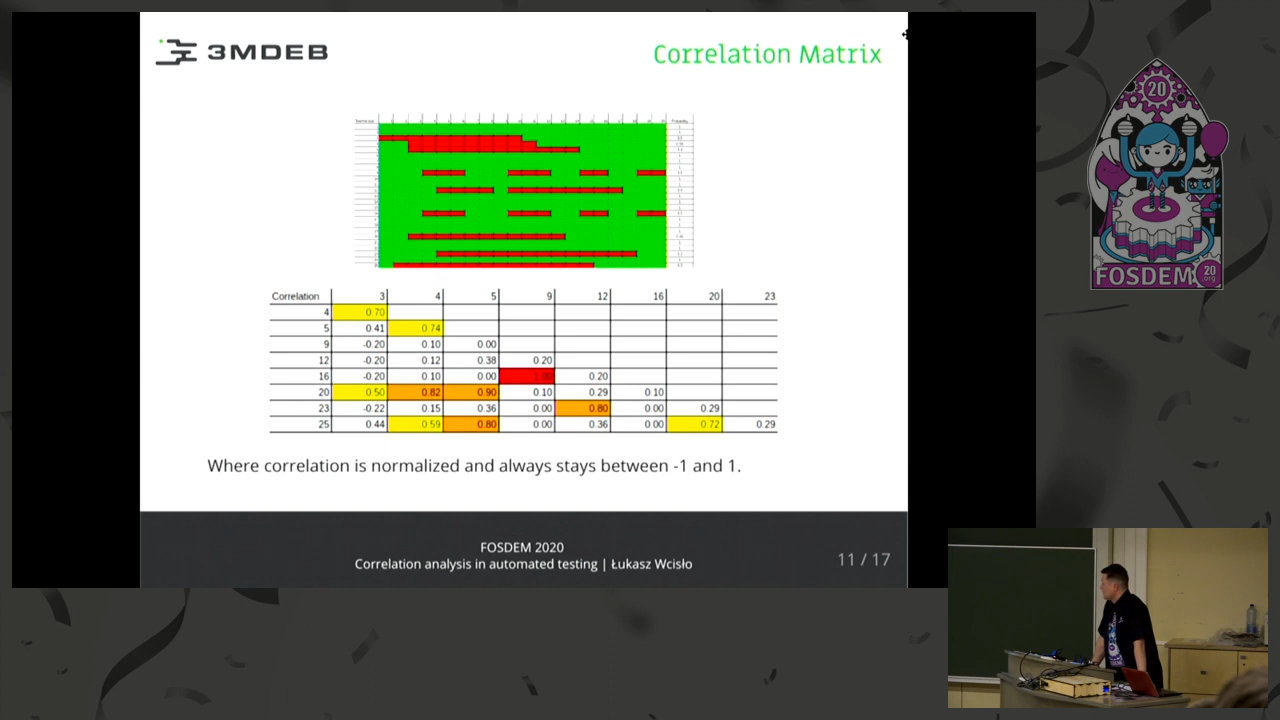 3MDEB
Correlation Matrix
Correlation 3 4 5 9 12 16 20 23
4 0.70
5 0.41 0.74
9 -0.20 0.10 0.00
12 -0.20 0.12 0.38 0.20
16 -0.20 0.10 0.00 0.20
20 0.50 0.82 0.90 0.10 0.29 0.10
23 -0.22 0.15 0.36 0.00 0.80 0.00 0.29
25 0.44 0.59 0.80 0.00 0.36 0.00 0.72 0.29
Where correlation is normalized and always stays between -1 and 1.
FOSDEM 2020
Correlation analysis in automated testing | Łukasz Wcisło
11 / 17
20
FOSDEM
20
.org